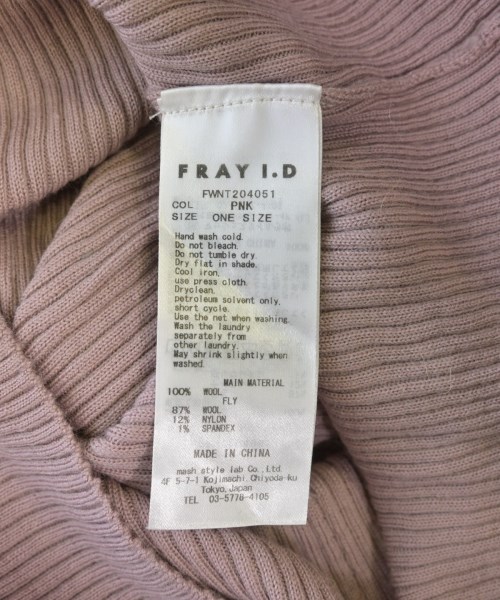 FRAY I.D
FWNT204051
COL PNK
SIZE ONE SIZE
Hand wash cold.
Do not bleach.
Do not tumble dry.
Dry flat in shade.
Cool iron,
use press cloth.
Dryclean,
petroleum solvent only,
short cycle.
Use the net when washing.
Wash the laundry
separately from
other laundry.
May shrink slightly when
washed.
MAIN MATERIAL
100% WOOL
FLY
87% WOOL
12% NYLON
1% SPANDEX
MADE IN CHINA
mash style lab Co.,Ltd.
4F 5-7-1 Kojimachi,Chiyoda-ku
Tokyo,Japan
TEL 03-5778-4105